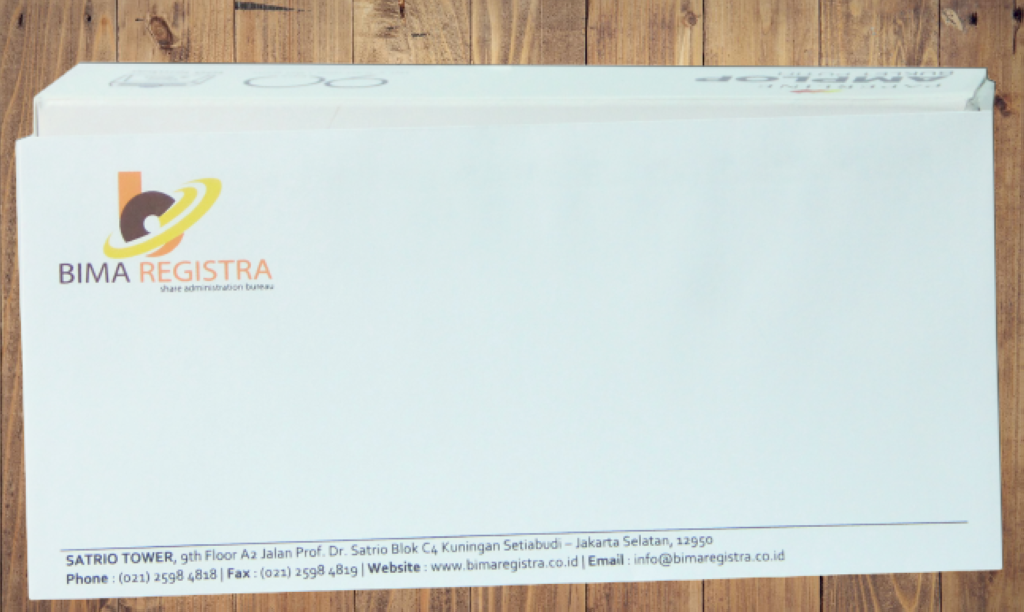 PAPERLINE
AMPLOP
BIMA REGISTRA
share administration bureau
SATRIO TOWER, 9th Floor A2 Jalan Prof. Dr. Satrio Blok C4 Kuningan Setiabudi – Jakarta Selatan, 12950
Phone : (021) 2598 4818 | Fax : (021) 2598 4819 | Website : www.bimaregistra.co.id | Email : info@bimaregistra.co.id